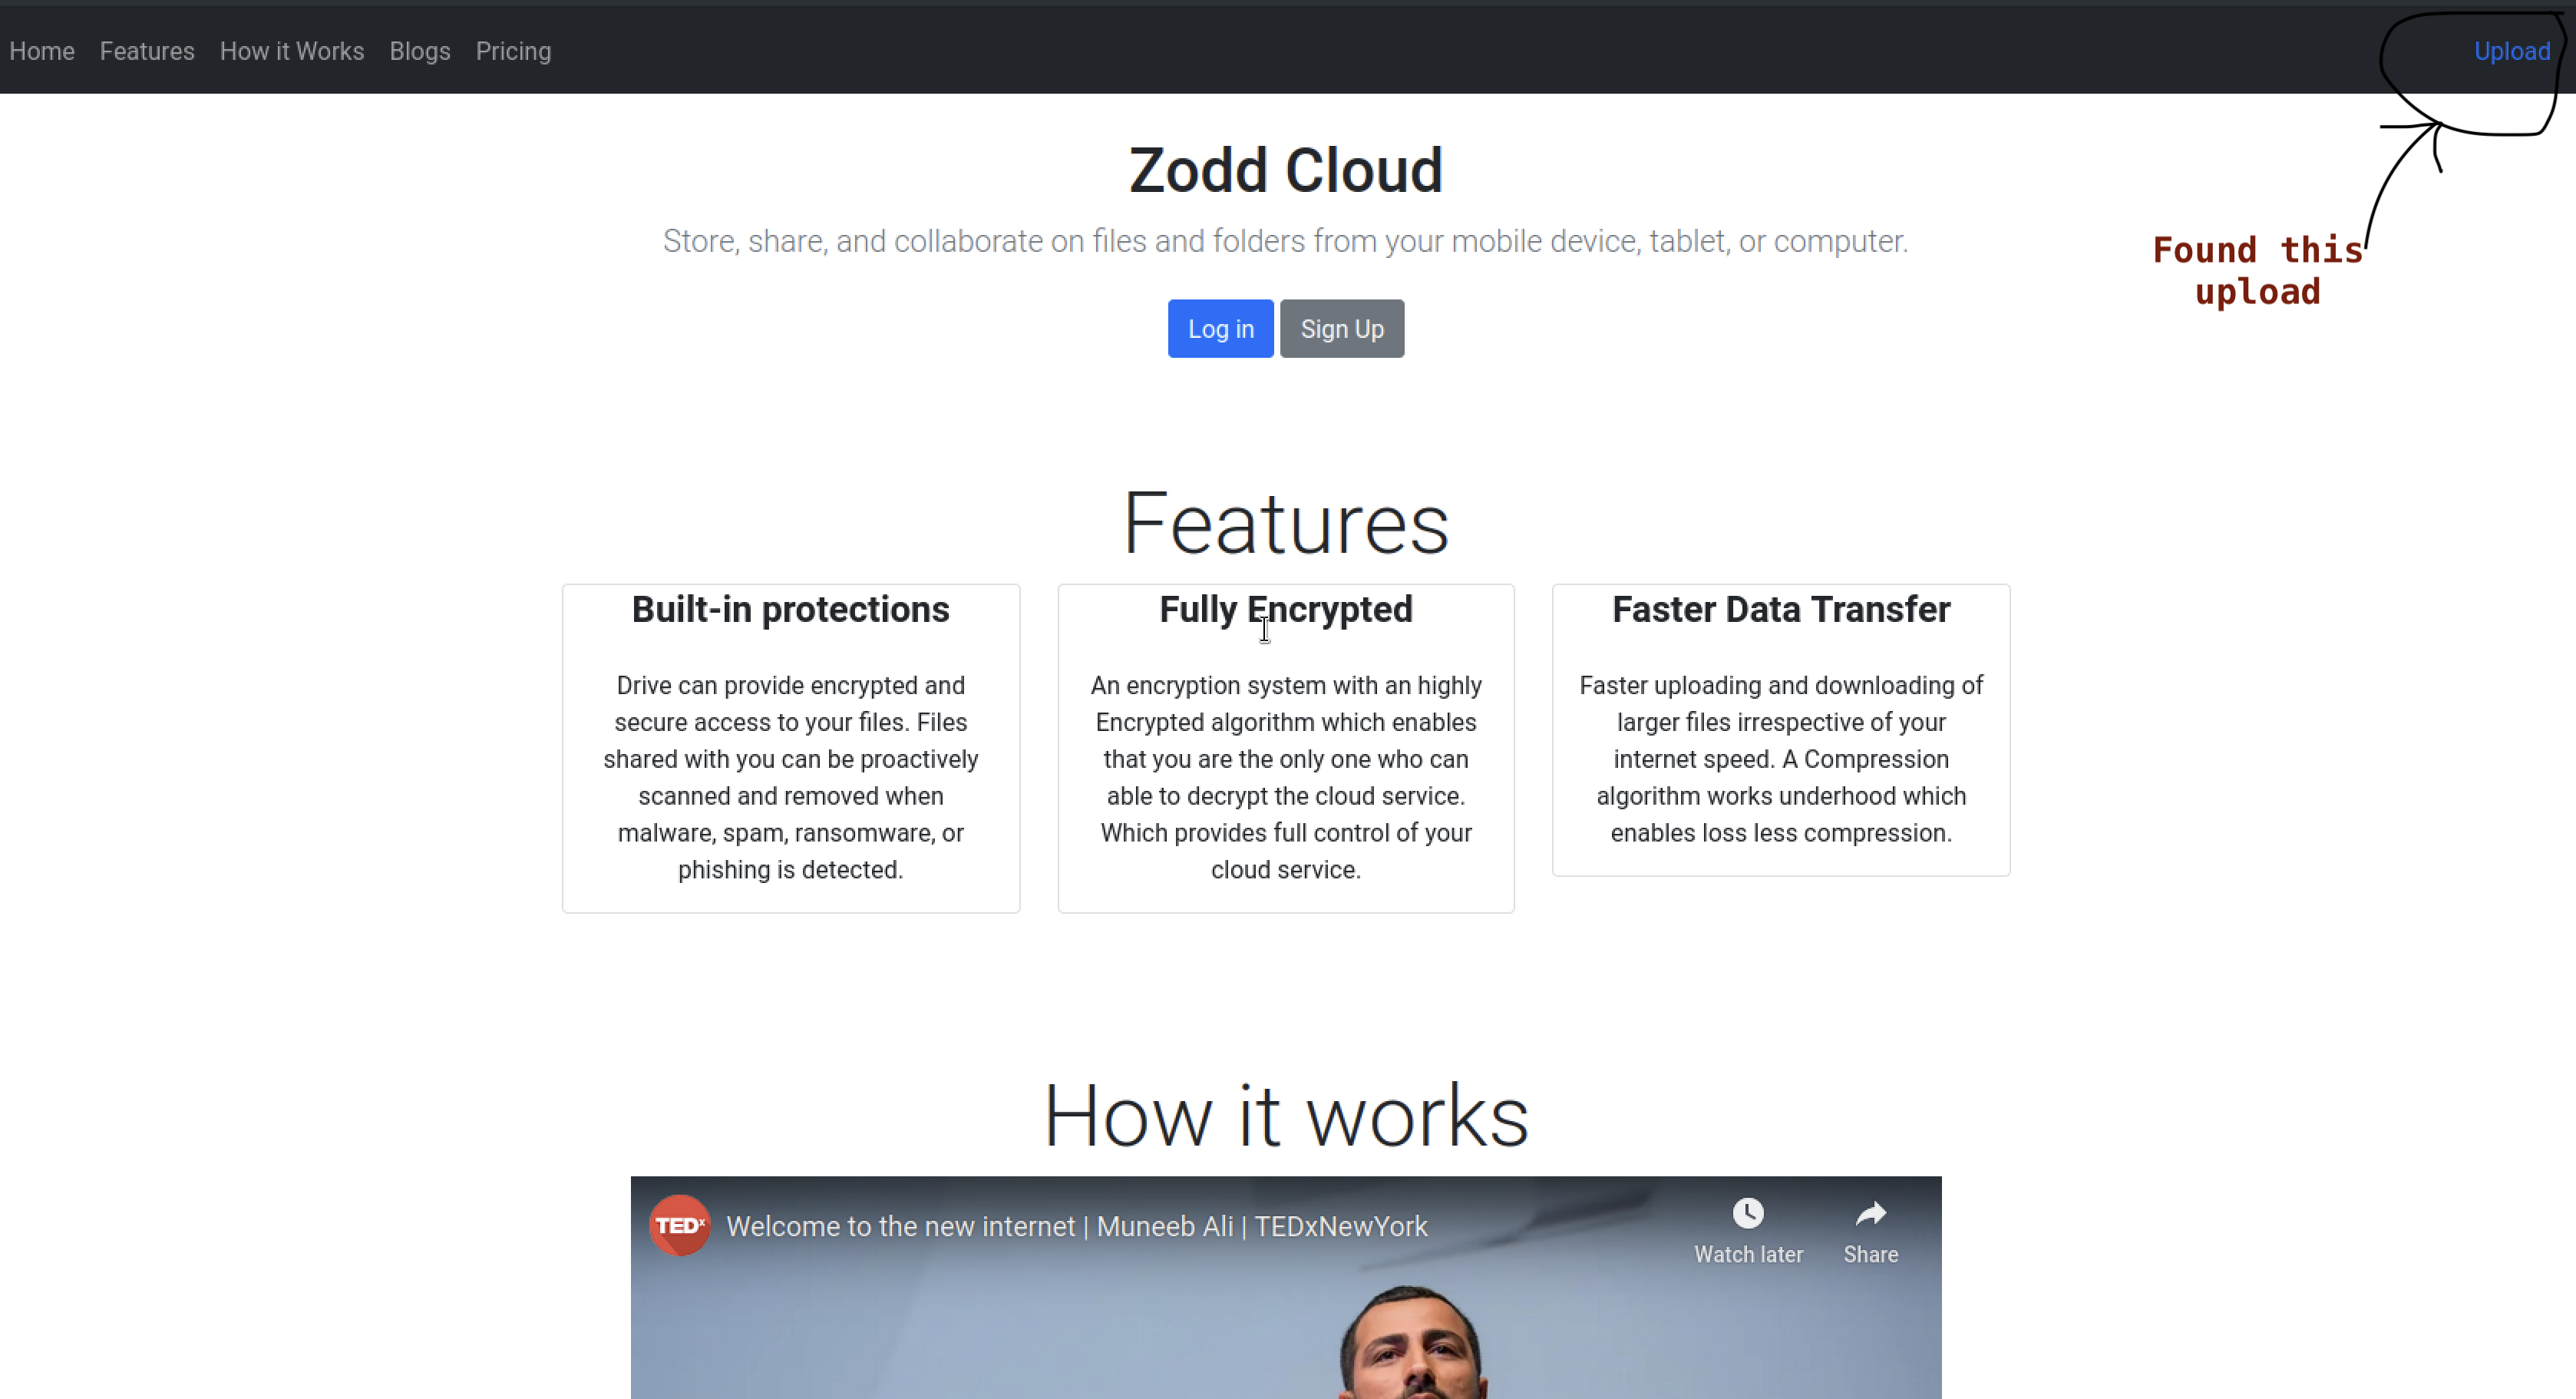 Home Features How it Works Blogs Pricing Upload
Zodd Cloud
Store, share, and collaborate on files and folders from your mobile device, tablet, or computer.
Found this
upload
Log in Sign Up
Features
Built-in protections
Drive can provide encrypted and
secure access to your files. Files
shared with you can be proactively
scanned and removed when
malware, spam, ransomware, or
phishing is detected.
Fully Encrypted
An encryption system with an highly
Encrypted algorithm which enables
that you are the only one who can
able to decrypt the cloud service.
Which provides full control of your
cloud service.
Faster Data Transfer
Faster uploading and downloading of
larger files irrespective of your
internet speed. A Compression
algorithm works underhood which
enables loss less compression.
How it works
TEDx Welcome to the new internet | Muneeb Ali | TEDxNewYork
Watch later Share